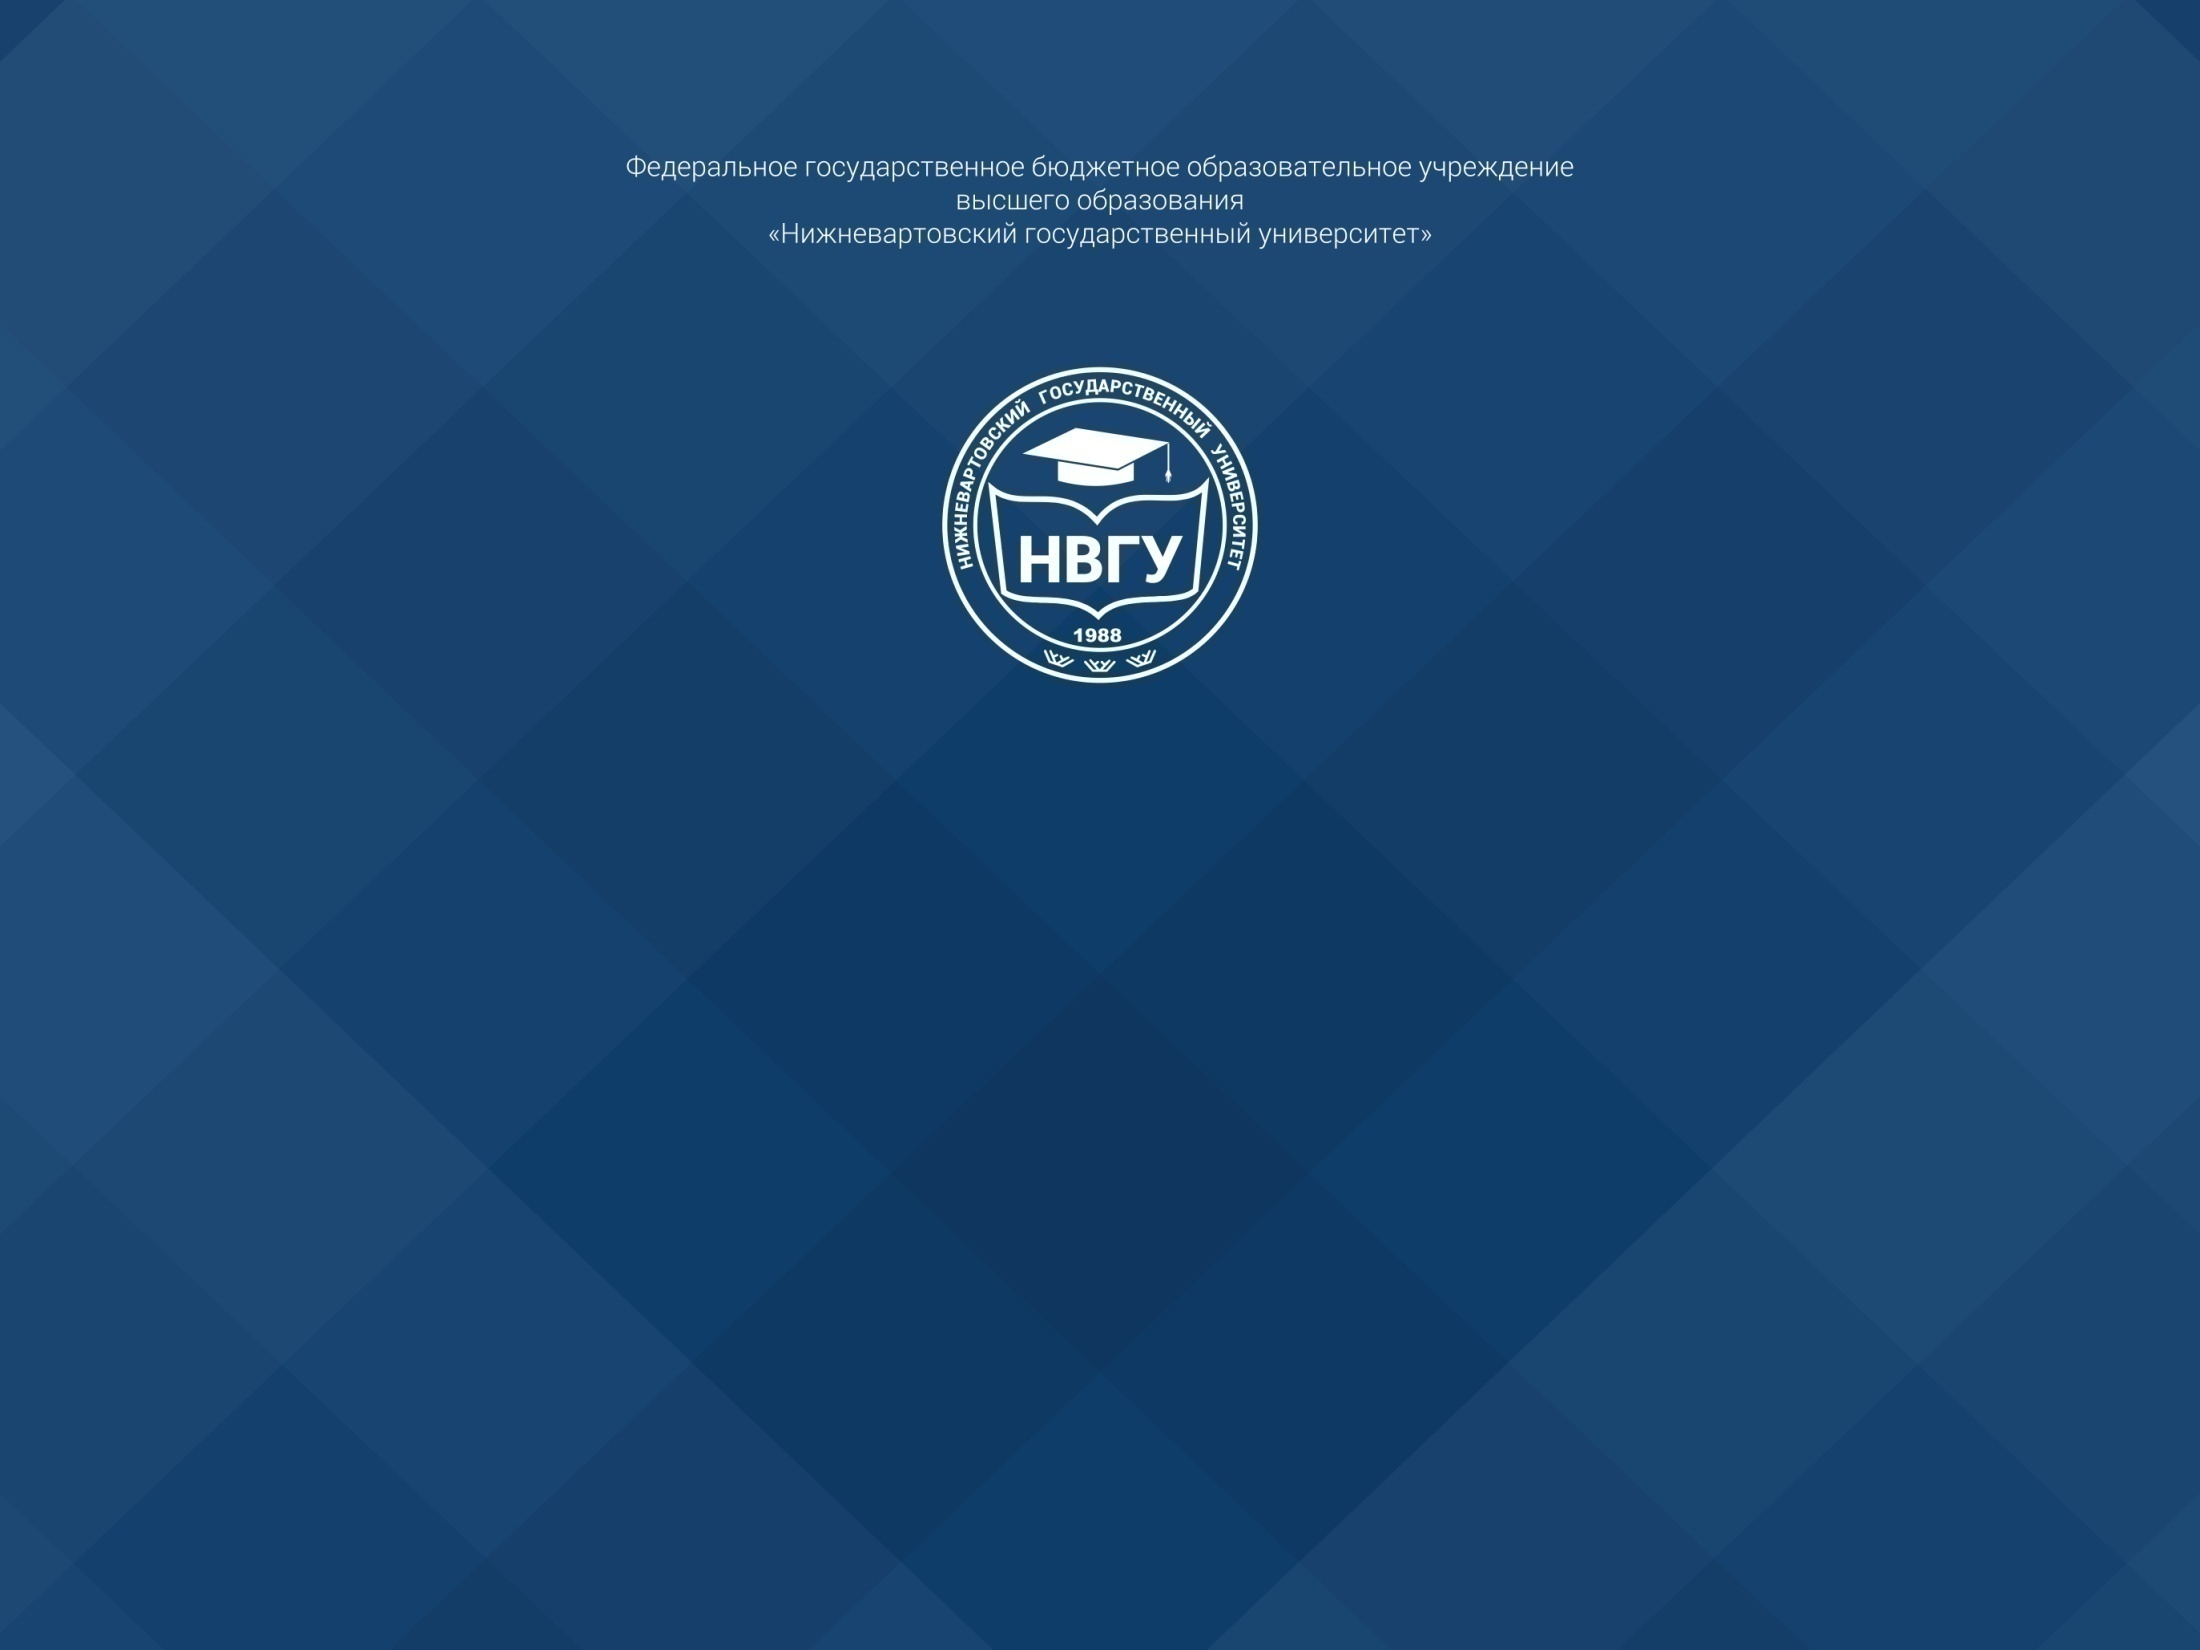 Федеральное государственное бюджетное образовательное учреждение
высшего образования
«Нижневартовский государственный университет»
НИЖНЕВАРТОВСКИЙ ГОСУДАРСТВЕННЫЙ УНИВЕРСИТЕТ
НВГУ
1988